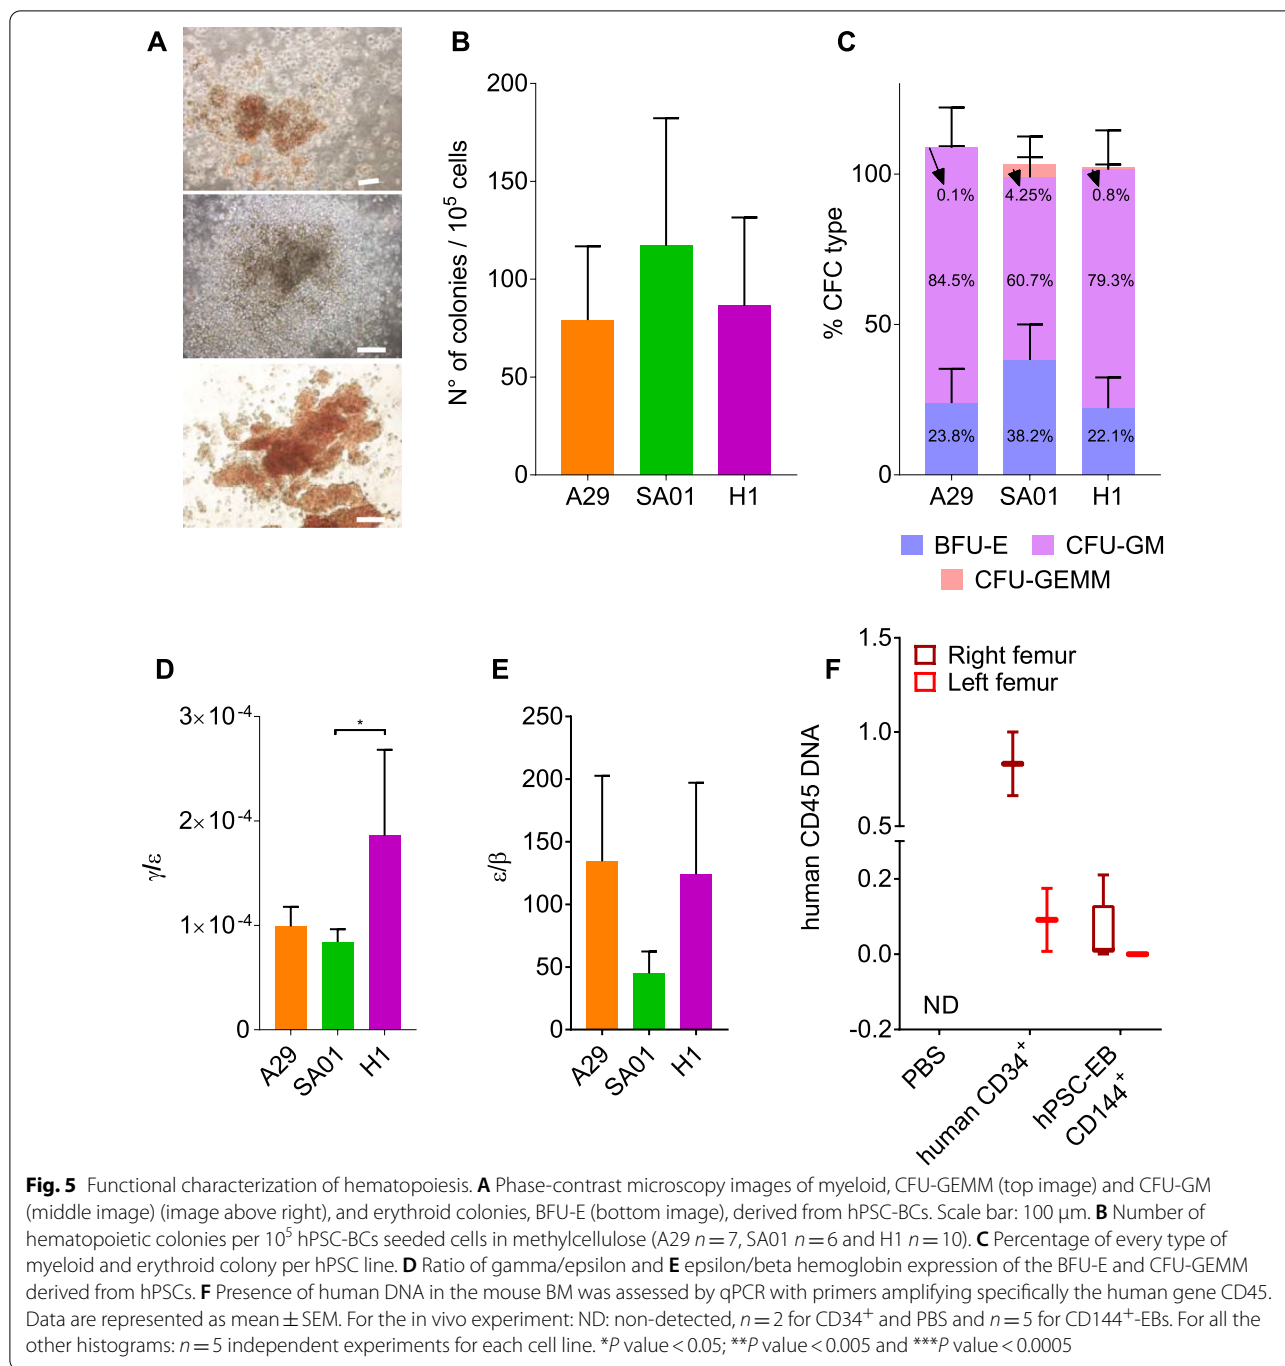 A
B
C
N° of colonies / 10⁵ cells
200
150
100
50
0
A29
SA01
H1
% CFC type
100
50
0
0.1%
4.25%
0.8%
84.5%
60.7%
79.3%
23.8%
38.2%
22.1%
A29
SA01
H1
BFU-E
CFU-GM
CFU-GEMM
D
E
F
γ/ε
3×10⁻⁴
2×10⁻⁴
1×10⁻⁴
0
*
A29
SA01
H1
ε/β
250
200
150
100
50
0
A29
SA01
H1
human CD45 DNA
1.5
1.0
0.5
0.2
0.0
-0.2
Right femur
Left femur
ND
PBS
human CD34⁺
hPSC-EB
CD144⁺
Fig. 5 Functional characterization of hematopoiesis. A Phase-contrast microscopy images of myeloid, CFU-GEMM (top image) and CFU-GM
(middle image) (image above right), and erythroid colonies, BFU-E (bottom image), derived from hPSC-BCs. Scale bar: 100 μm. B Number of
hematopoietic colonies per 10⁵ hPSC-BCs seeded cells in methylcellulose (A29 n = 7, SA01 n = 6 and H1 n = 10). C Percentage of every type of
myeloid and erythroid colony per hPSC line. D Ratio of gamma/epsilon and E epsilon/beta hemoglobin expression of the BFU-E and CFU-GEMM
derived from hPSCs. F Presence of human DNA in the mouse BM was assessed by qPCR with primers amplifying specifically the human gene CD45.
Data are represented as mean ± SEM. For the in vivo experiment: ND: non-detected, n = 2 for CD34⁺ and PBS and n = 5 for CD144⁺-EBs. For all the
other histograms: n = 5 independent experiments for each cell line. *P value < 0.05; **P value < 0.005 and ***P value < 0.0005